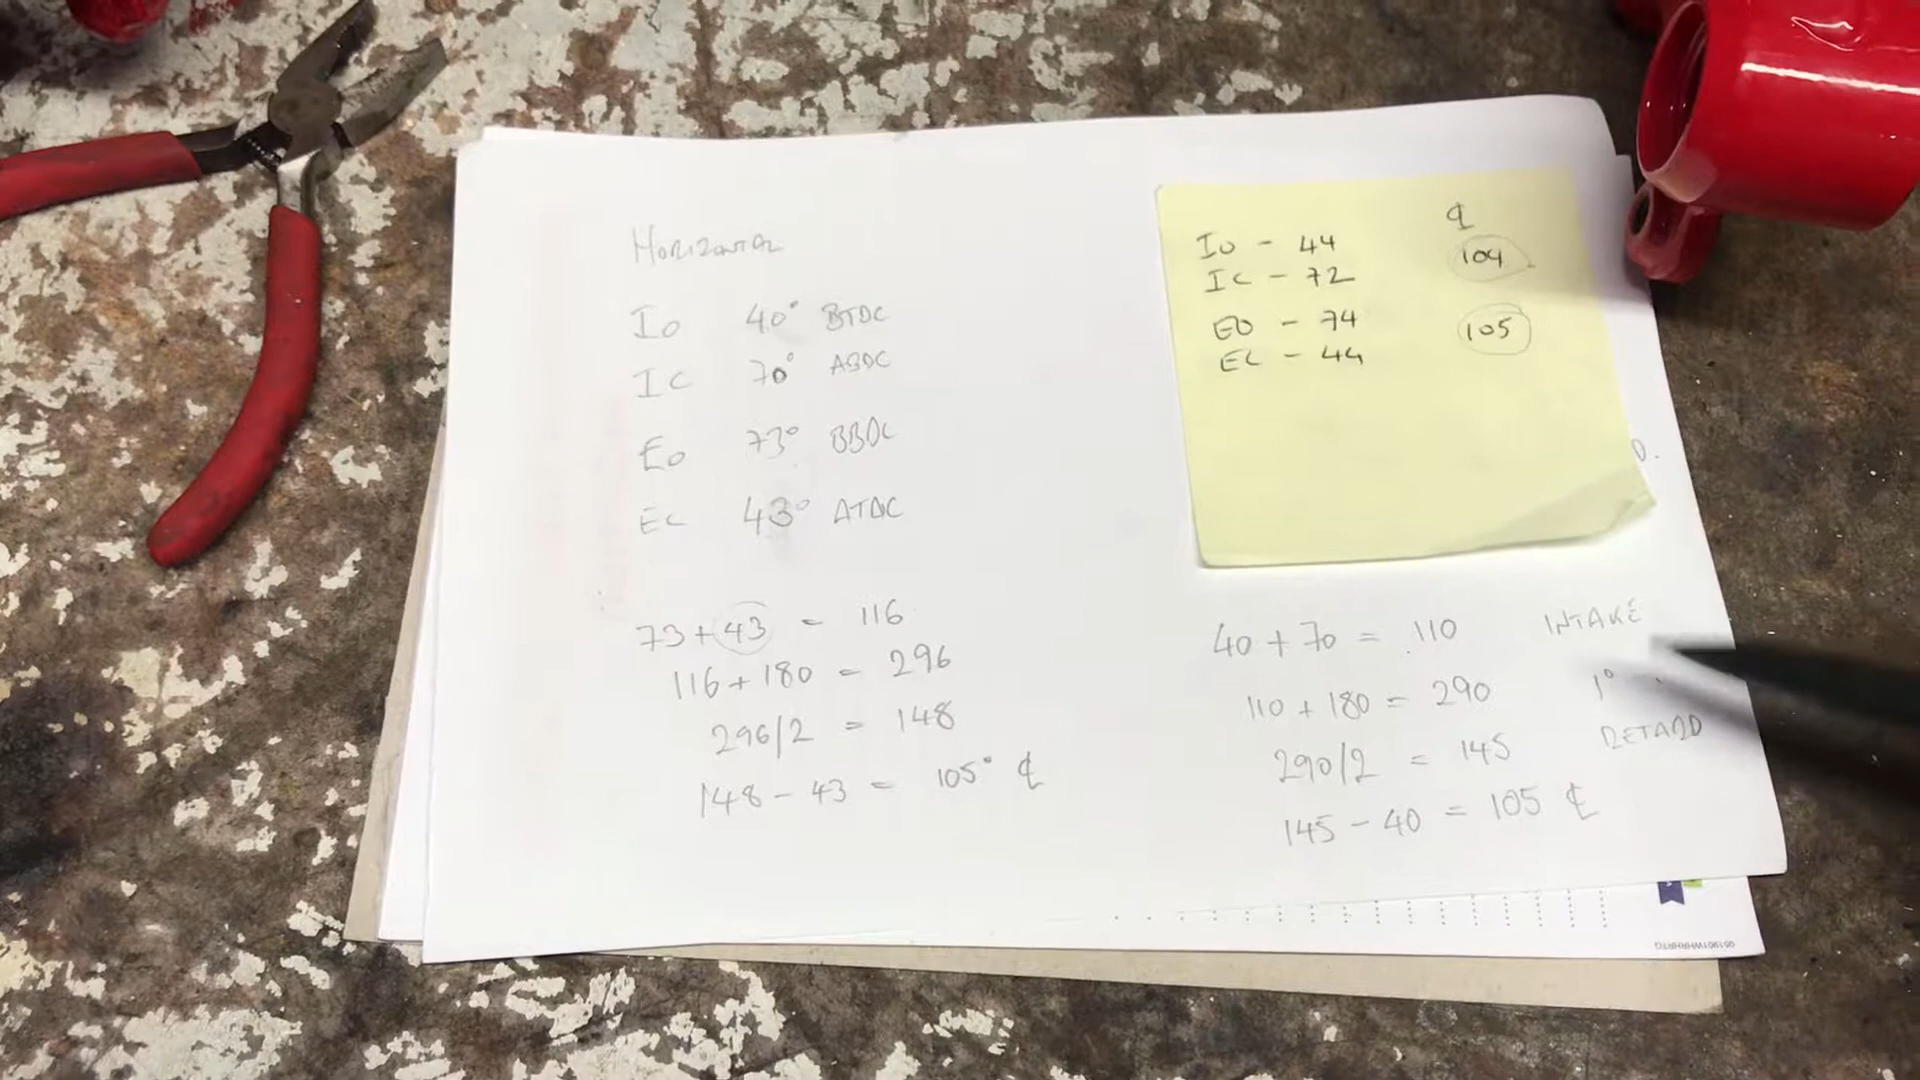 Horizontal
IO 40° BTDC
IC 70° ABDC
EO 73° BBDC
EC 43° ATDC
73 + 43 = 116
116 + 180 = 296
296/2 = 148
148 - 43 = 105° ℄
℄
IO - 44 104
IC - 72
EO - 74 105
EC - 44
D.
40 + 70 = 110 INTAKE
110 + 180 = 290 1°
290/2 = 145 RETARD
145 - 40 = 105 ℄